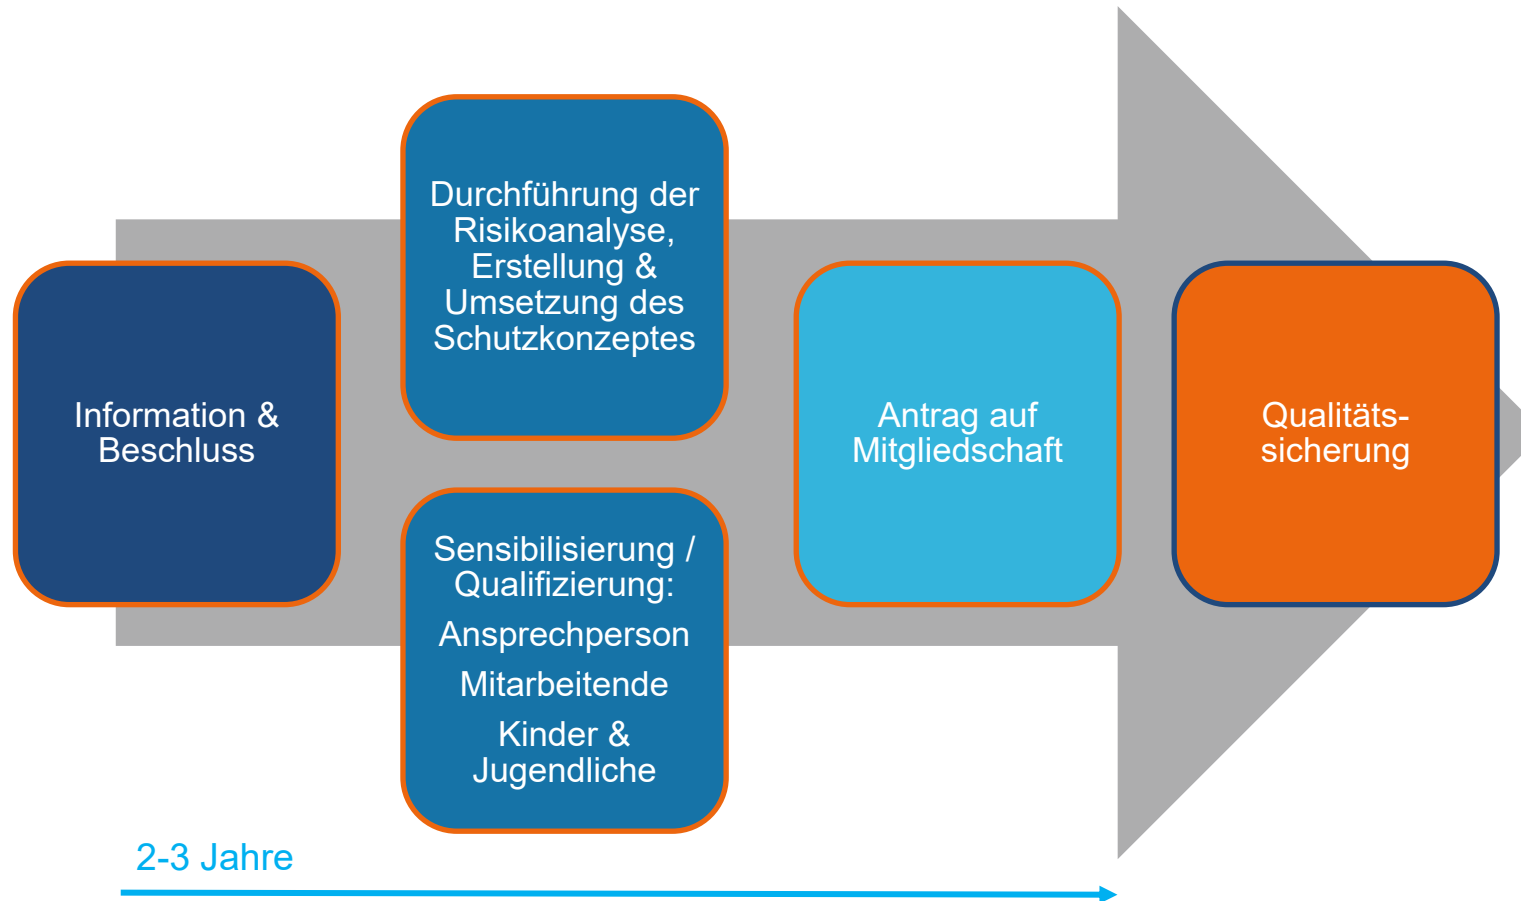 Information &
Beschluss
Durchführung der
Risikoanalyse,
Erstellung &
Umsetzung des
Schutzkonzeptes
Sensibilisierung /
Qualifizierung:
Ansprechperson
Mitarbeitende
Kinder &
Jugendliche
Antrag auf
Mitgliedschaft
Qualitäts-
sicherung
2-3 Jahre